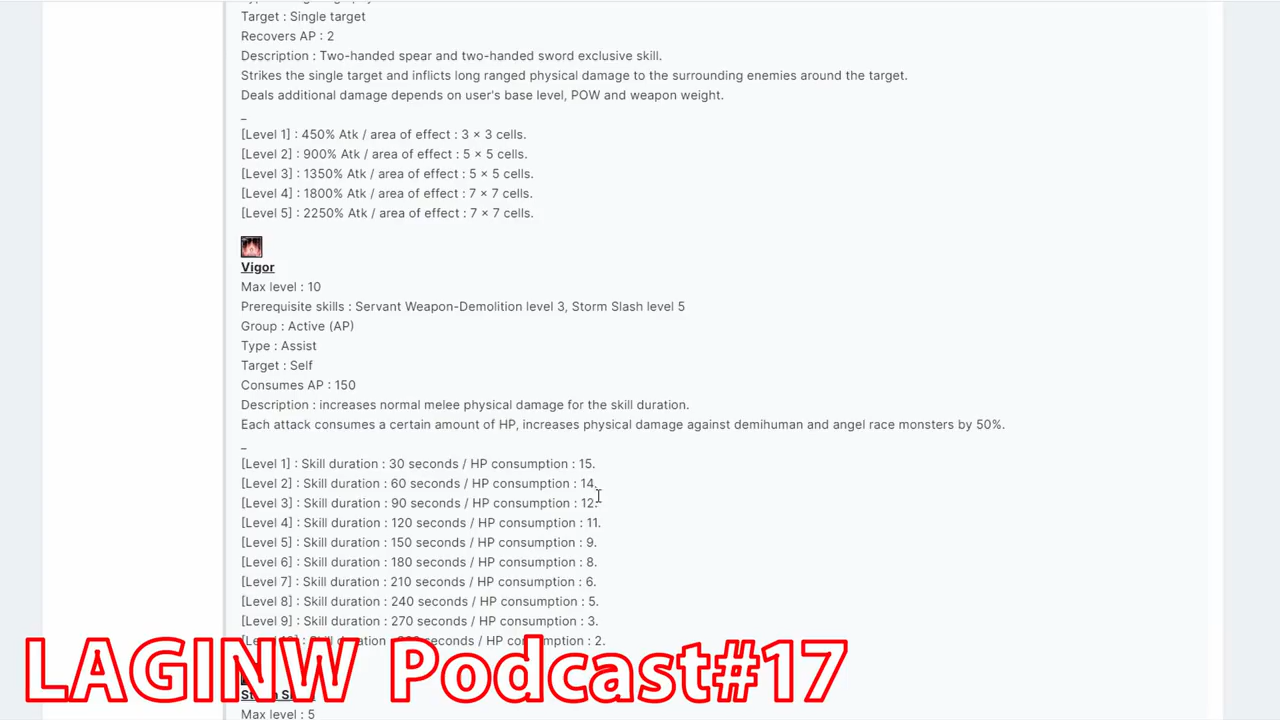 Target : Single target
Recovers AP : 2
Description : Two-handed spear and two-handed sword exclusive skill.
Strikes the single target and inflicts long ranged physical damage to the surrounding enemies around the target.
Deals additional damage depends on user's base level, POW and weapon weight.
_
[Level 1] : 450% Atk / area of effect : 3 × 3 cells.
[Level 2] : 900% Atk / area of effect : 5 × 5 cells.
[Level 3] : 1350% Atk / area of effect : 5 × 5 cells.
[Level 4] : 1800% Atk / area of effect : 7 × 7 cells.
[Level 5] : 2250% Atk / area of effect : 7 × 7 cells.
Vigor
Max level : 10
Prerequisite skills : Servant Weapon-Demolition level 3, Storm Slash level 5
Group : Active (AP)
Type : Assist
Target : Self
Consumes AP : 150
Description : increases normal melee physical damage for the skill duration.
Each attack consumes a certain amount of HP, increases physical damage against demihuman and angel race monsters by 50%.
_
[Level 1] : Skill duration : 30 seconds / HP consumption : 15.
[Level 2] : Skill duration : 60 seconds / HP consumption : 14.
[Level 3] : Skill duration : 90 seconds / HP consumption : 12.
[Level 4] : Skill duration : 120 seconds / HP consumption : 11.
[Level 5] : Skill duration : 150 seconds / HP consumption : 9.
[Level 6] : Skill duration : 180 seconds / HP consumption : 8.
[Level 7] : Skill duration : 210 seconds / HP consumption : 6.
[Level 8] : Skill duration : 240 seconds / HP consumption : 5.
[Level 9] : Skill duration : 270 seconds / HP consumption : 3.
seconds / HP consumption : 2.
LAGINW Podcast#17
Max level : 5